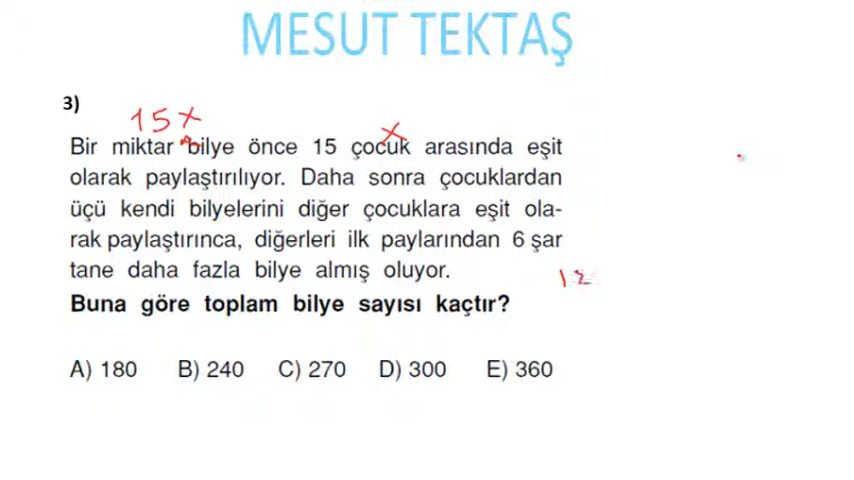 MESUT TEKTAŞ
3)
15x
x
Bir miktar bilye önce 15 çocuk arasında eşit
olarak paylaştırılıyor. Daha sonra çocuklardan
üçü kendi bilyelerini diğer çocuklara eşit ola-
rak paylaştırınca, diğerleri ilk paylarından 6 şar
tane daha fazla bilye almış oluyor.
12
Buna göre toplam bilye sayısı kaçtır?
A) 180 B) 240 C) 270 D) 300 E) 360